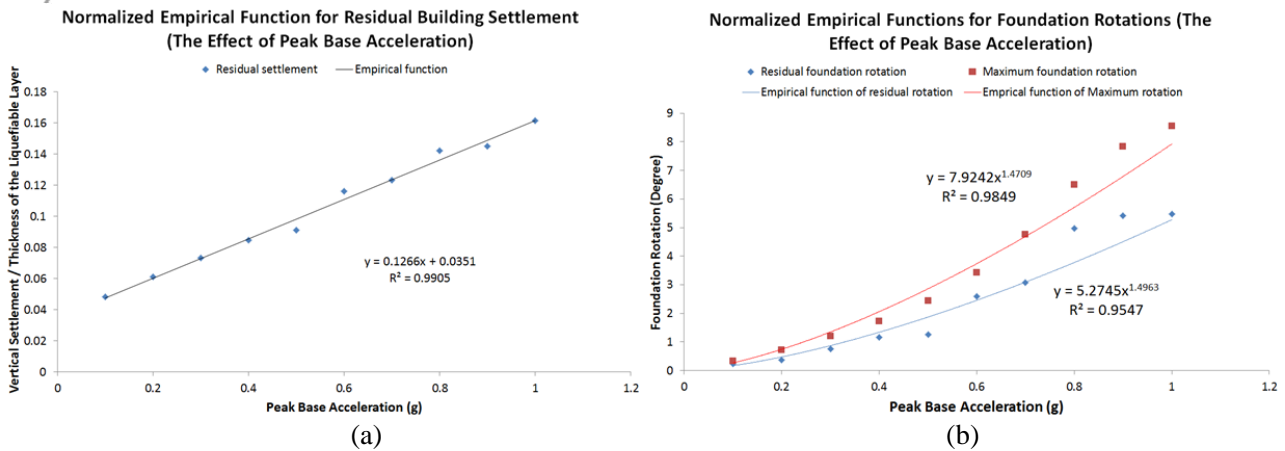 Normalized Empirical Function for Residual Building Settlement
(The Effect of Peak Base Acceleration)
Residual settlement
Empirical function
0.18
0.16
0.14
0.12
0.1
0.08
0.06
0.04
0.02
0
Vertical Settlement / Thickness of the Liquefiable Layer
y = 0.1266x + 0.0351
R² = 0.9905
0
0.2
0.4
0.6
0.8
1
1.2
Peak Base Acceleration (g)
(a)
Normalized Empirical Functions for Foundation Rotations (The
Effect of Peak Base Acceleration)
Residual foundation rotation
Maximum foundation rotation
Empirical function of residual rotation
Emprical function of Maximum rotation
9
8
7
6
5
4
3
2
1
0
Foundation Rotation (Degree)
y = 7.9242x^1.4709
R² = 0.9849
y = 5.2745x^1.4963
R² = 0.9547
0
0.2
0.4
0.6
0.8
1
1.2
Peak Base Acceleration (g)
(b)